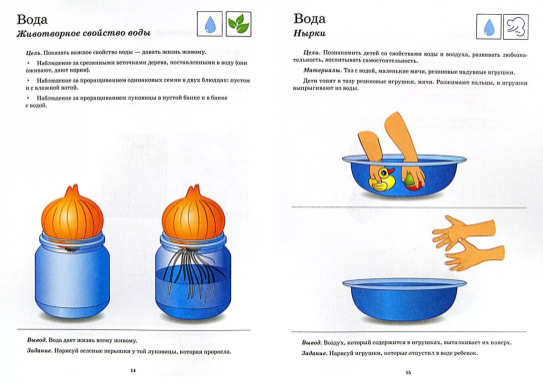 Вода
Животворное свойство воды
Цель. Показать важное свойство воды — давать жизнь живому.
• Наблюдение за срезанными веточками дерева, поставленными в воду (они
оживают, дают корни).
• Наблюдение за проращиванием одинаковых семян в двух блюдцах: пустом
и с влажной ватой.
• Наблюдение за проращиванием луковицы в пустой банке и в банке
с водой.
Вывод. Вода дает жизнь всему живому.
Задание. Нарисуй зеленые перышки у той луковицы, которая проросла.
14
Вода
Нырки
Цели. Познакомить детей со свойствами воды и воздуха, развивать любозна-
тельность, воспитывать самостоятельность.
Материалы. Таз с водой, маленькие мячи, резиновые надувные игрушки.
Дети топят в тазу резиновые игрушки, мячи. Разжимают пальцы, и игрушки
выпрыгивают из воды.
Вывод. Воздух, который содержится в игрушках, выталкивает их наверх.
Задание. Нарисуй игрушки, которые отпустил в воде ребенок.
15